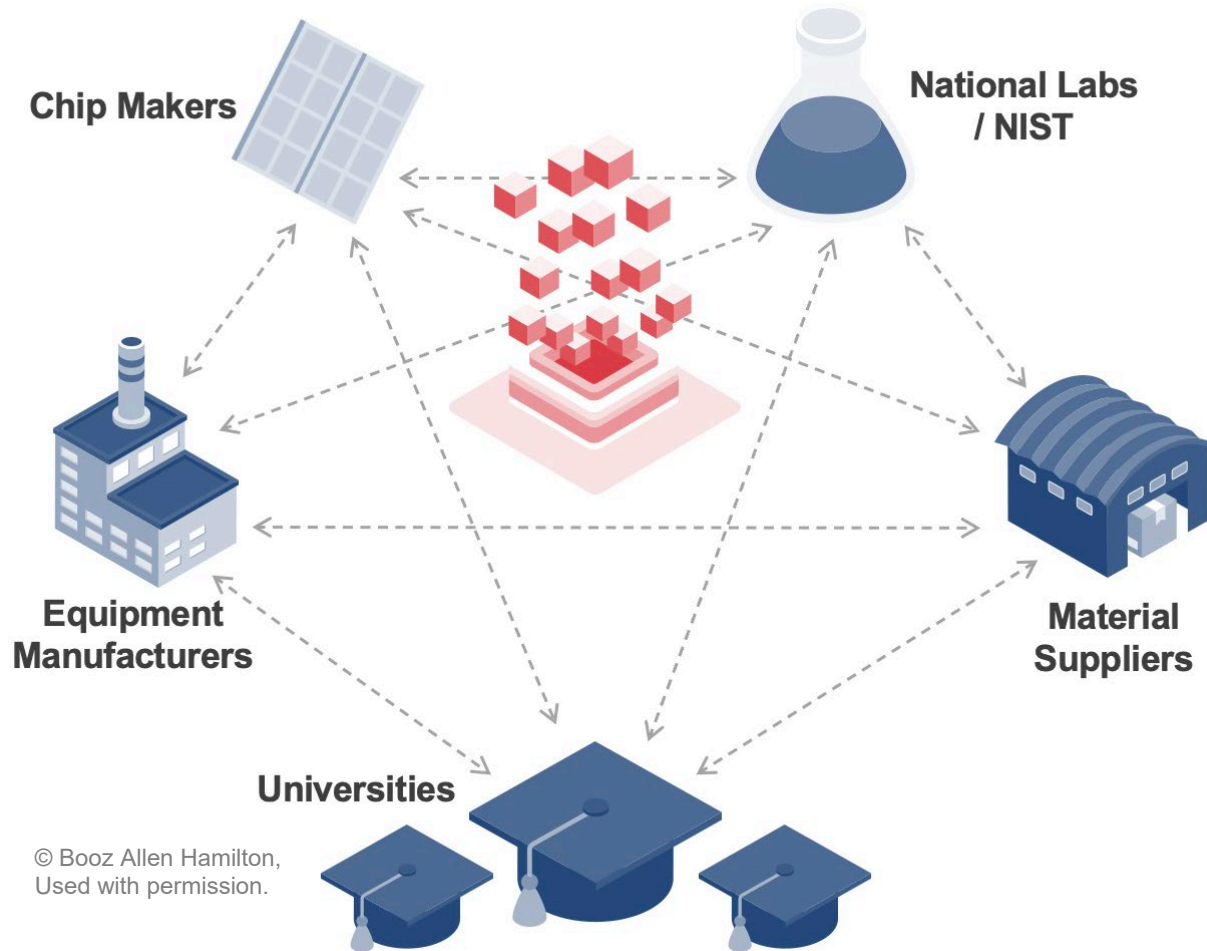 Chip Makers
National Labs
/ NIST
Equipment
Manufacturers
Material
Suppliers
Universities
© Booz Allen Hamilton,
Used with permission.